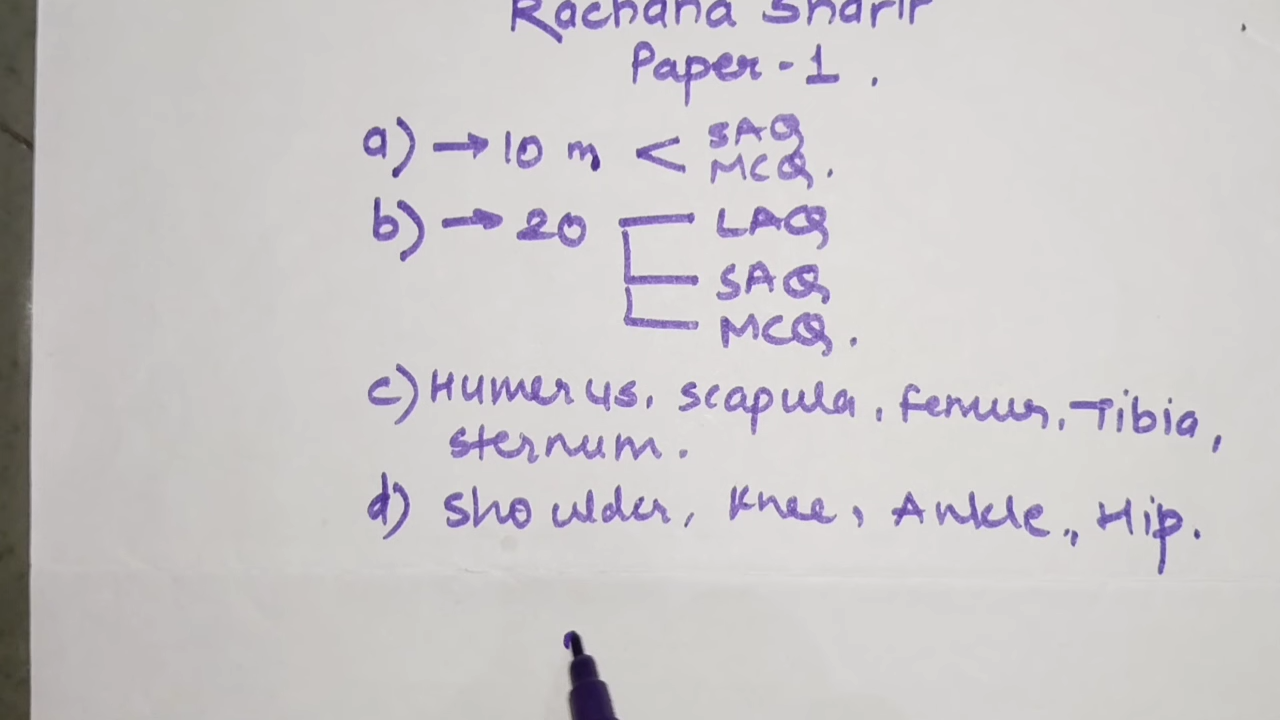 Rachana Sharir
Paper - 1.
a) → 10 m < SAQ
MCQ.
b) → 20 LAQ
SAQ
MCQ.
c) Humerus, scapula, femur, Tibia,
sternum.
d) shoulder, Knee, Ankle, Hip.